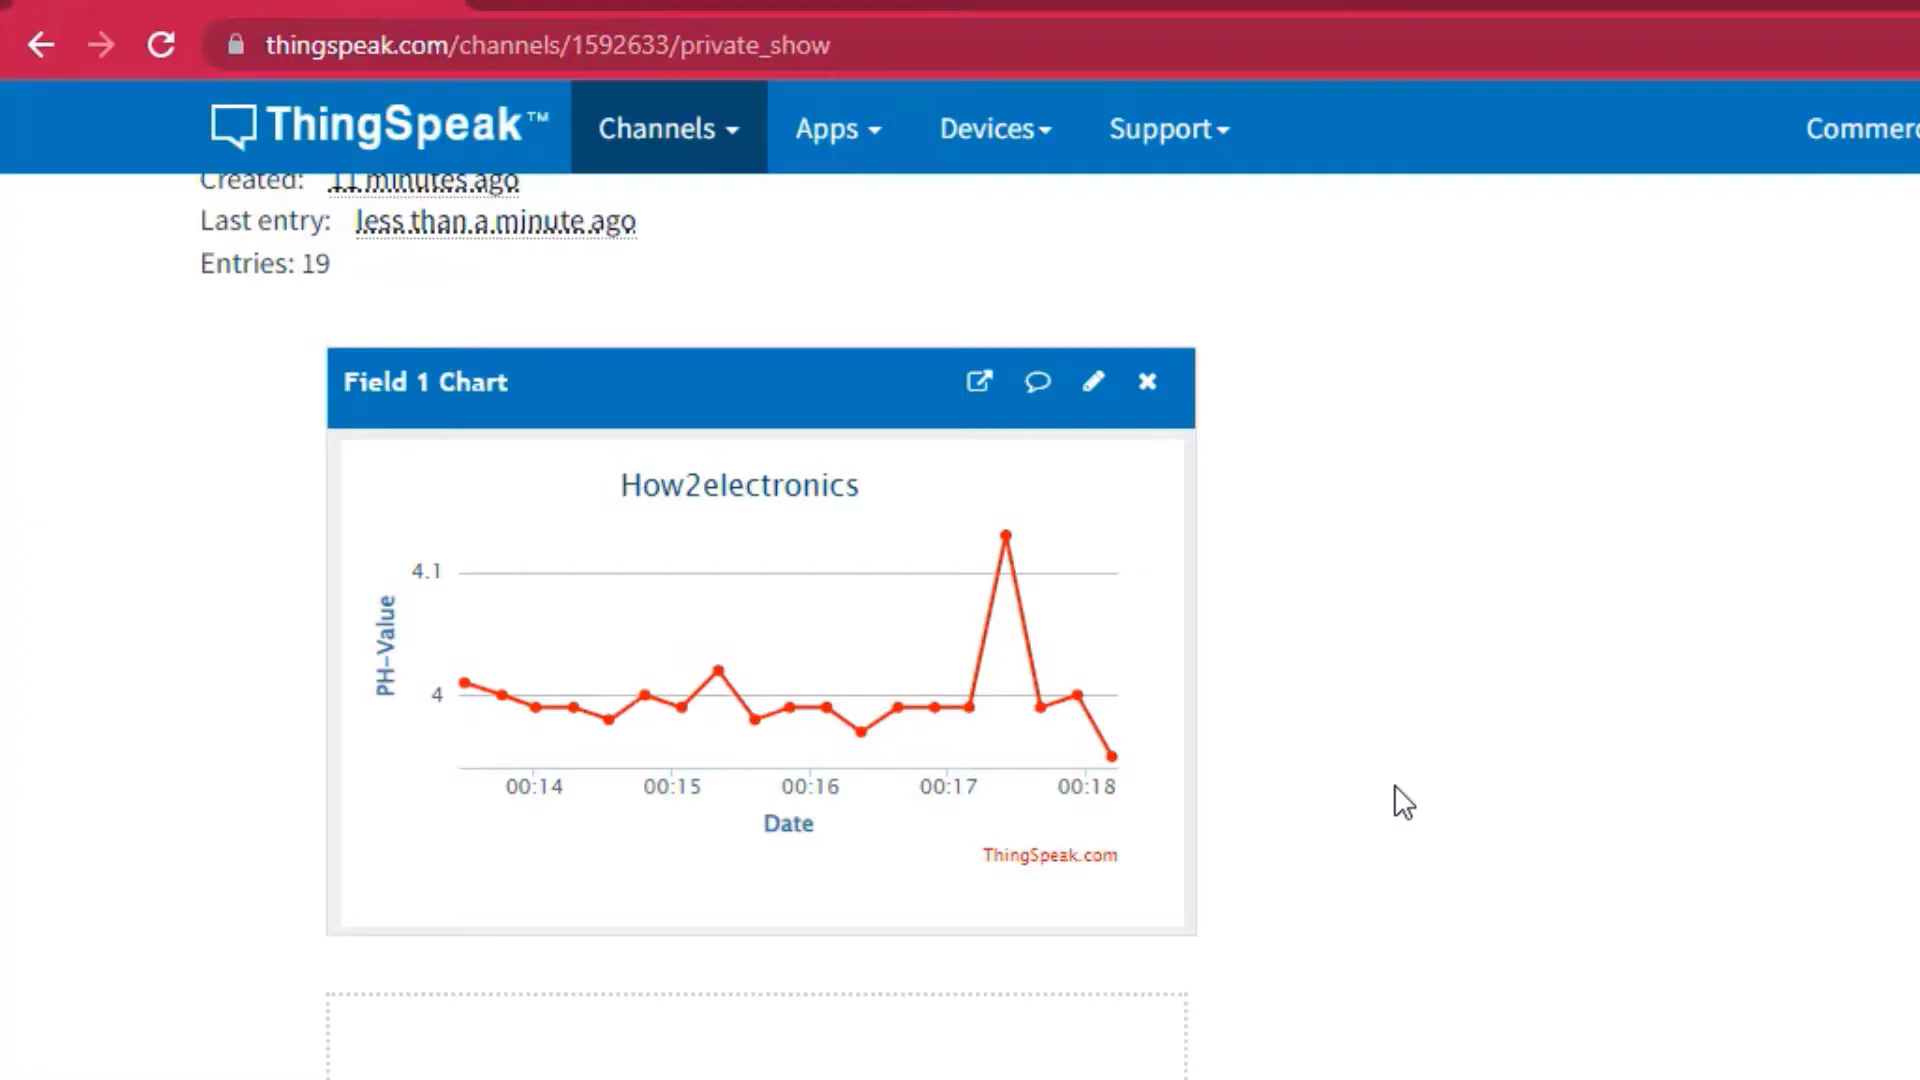 thingspeak.com/channels/1592633/private_show
ThingSpeak™ Channels Apps Devices Support
Created: 11 minutes ago
Last entry: less than a minute ago
Entries: 19
Field 1 Chart
How2electronics
PH-Value
4.1
4
00:14 00:15 00:16 00:17 00:18
Date
ThingSpeak.com